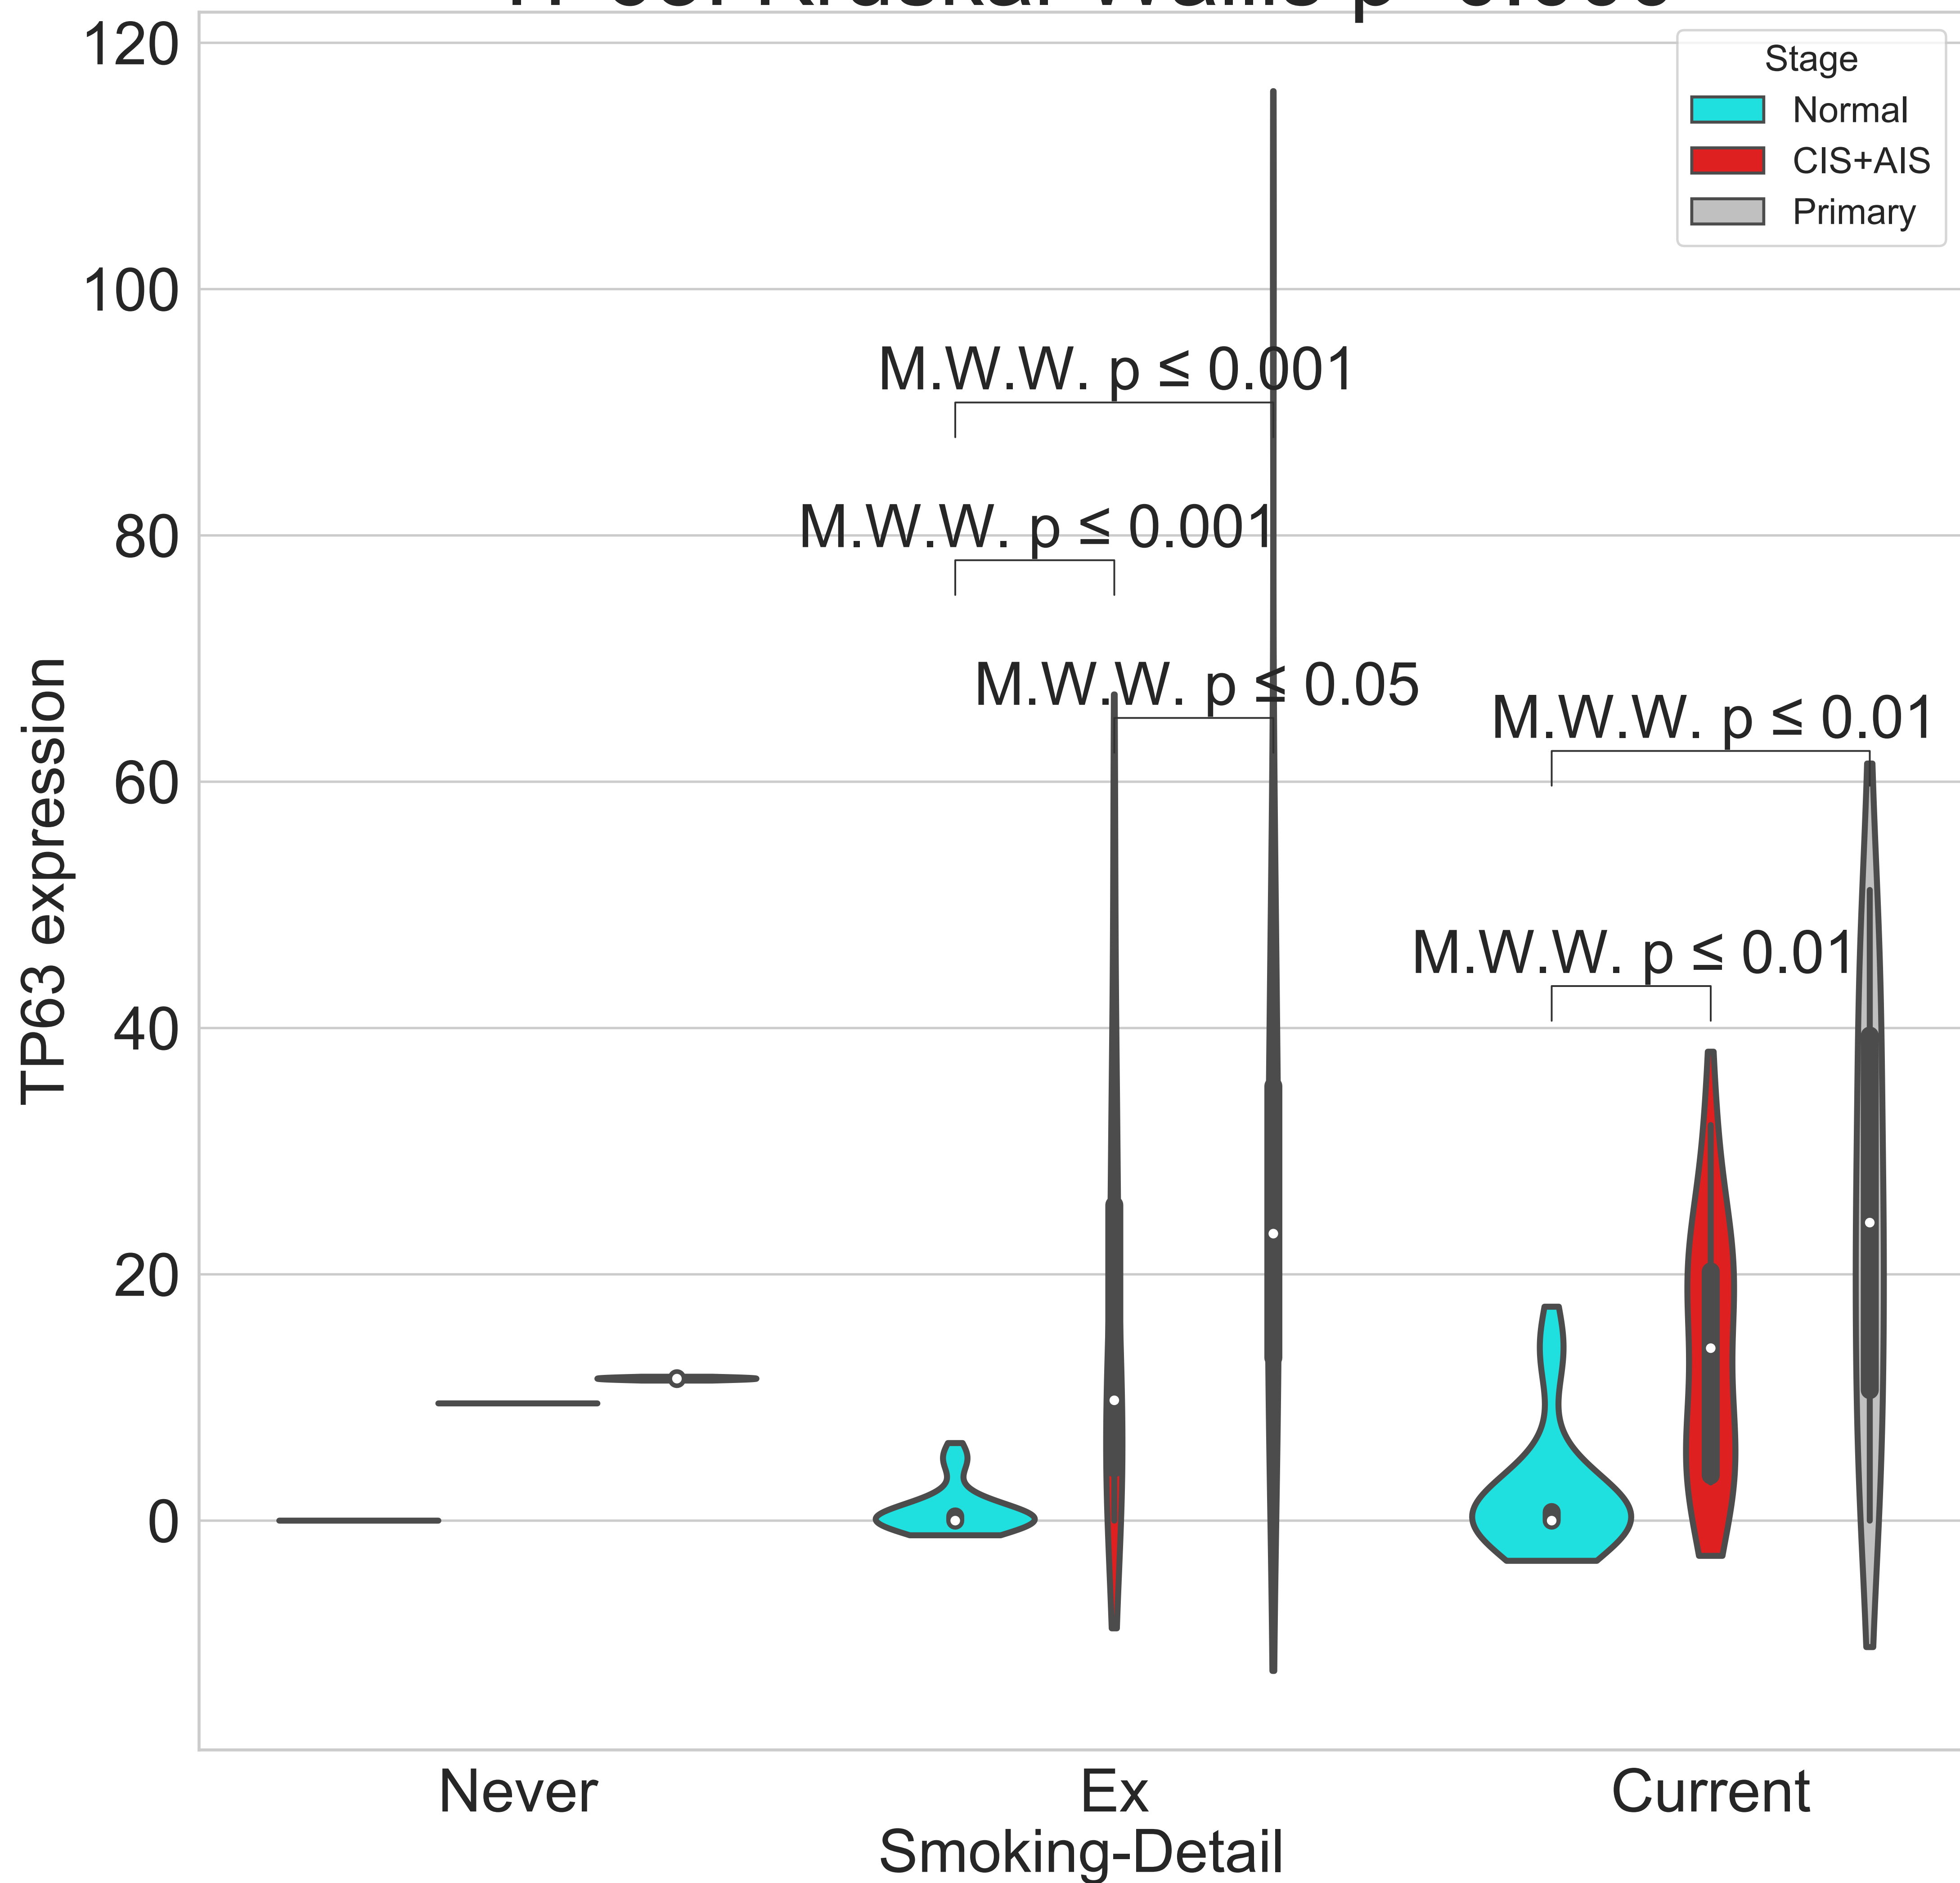 120
Stage
Normal
CIS+AIS
Primary
100
M.W.W. p ≤ 0.001
80
M.W.W. p ≤ 0.001
M.W.W. p ≤ 0.05
M.W.W. p ≤ 0.01
60
M.W.W. p ≤ 0.01
40
20
0
TP63 expression
Never
Ex
Current
Smoking-Detail